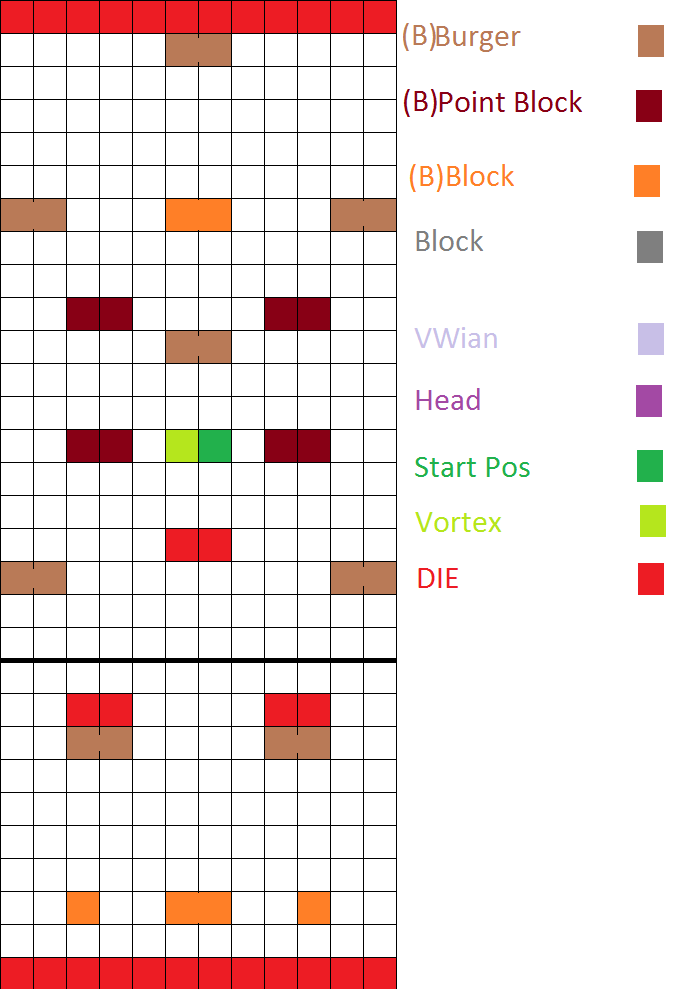 (B)Burger
(B)Point Block
(B)Block
Block
VWian
Head
Start Pos
Vortex
DIE